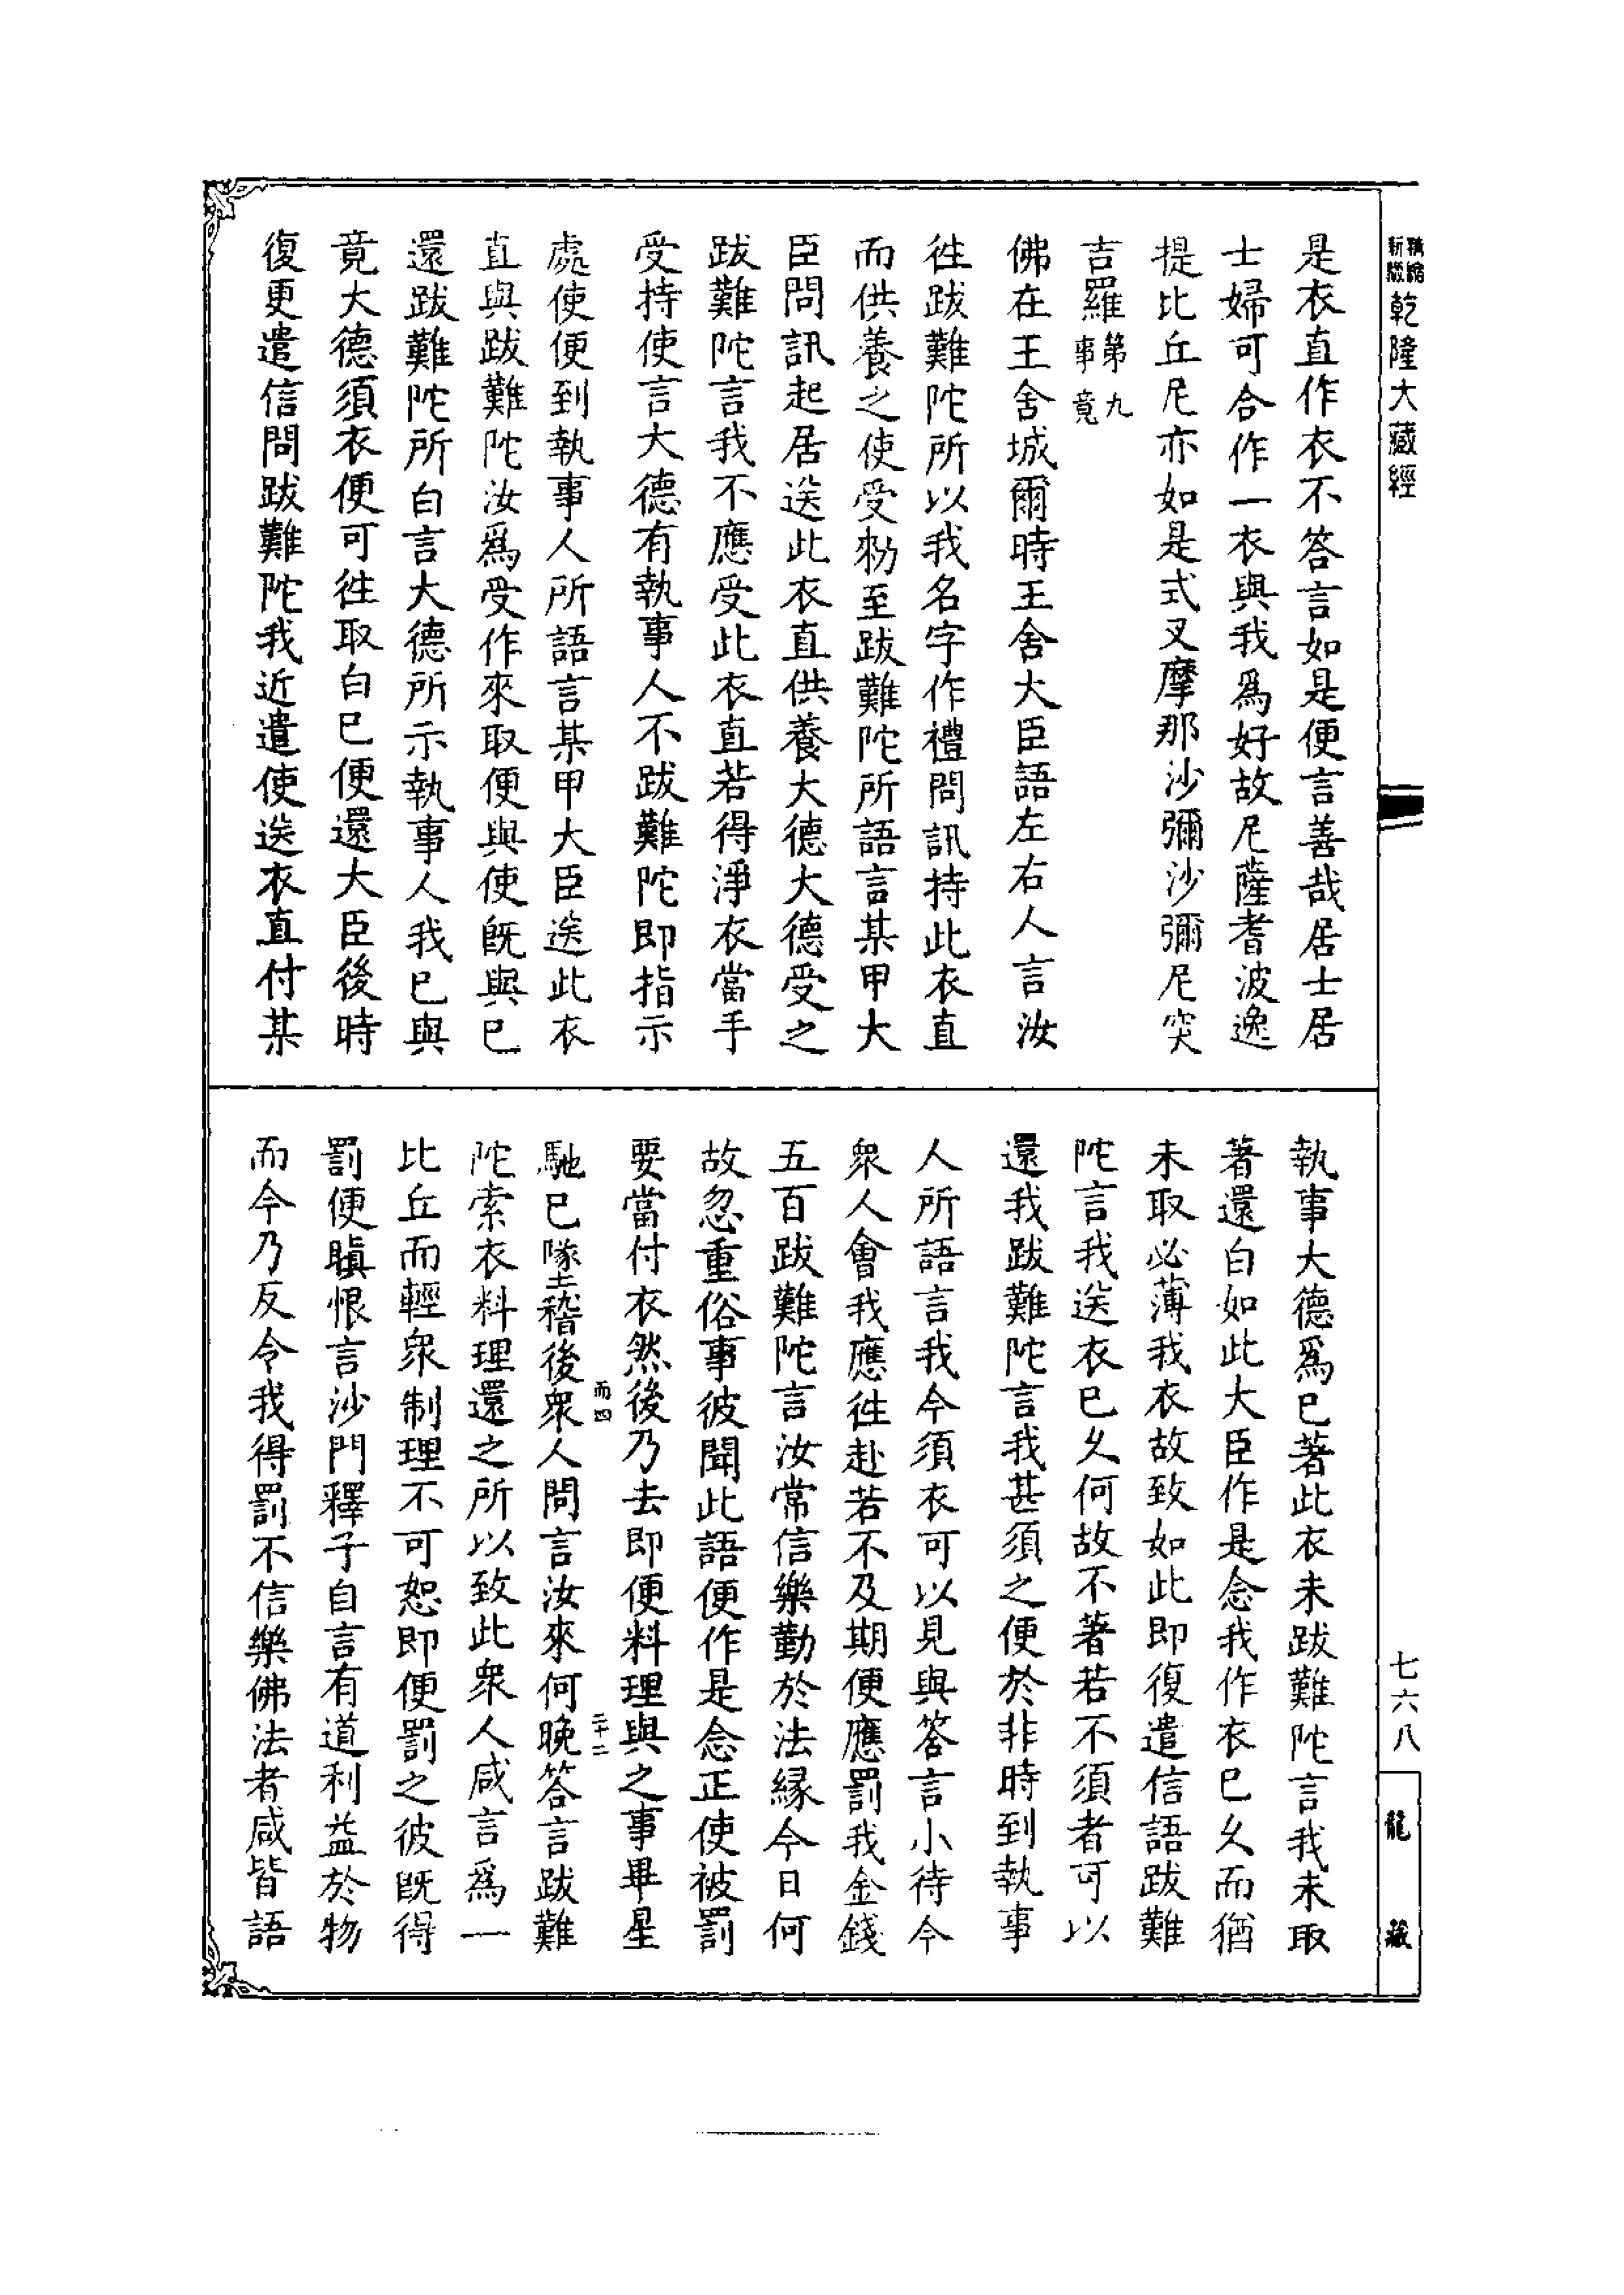 精縮新版乾隆大藏經
是衣直作衣不答言如是便言善哉居士居
士婦可合作一衣與我爲好故尼薩耆波逸
提比丘尼亦如是式叉摩那沙彌沙彌尼突
吉羅第九事竟
佛在王舍城爾時王舍大臣語左右人言汝
徃跋難陀所以我名字作禮問訊持此衣直
而供養之使受勑至跋難陀所語言某甲大
臣問訊起居送此衣直供養大德大德受之
跋難陀言我不應受此衣直若得淨衣當手
受持使言大德有執事人不跋難陀即指示
處使便到執事人所語言某甲大臣送此衣
直與跋難陀汝爲受作來取便與使既與已
還跋難陀所白言大德所示執事人我已與
竟大德須衣便可徃取白已便還大臣後時
復更遣信問跋難陀我近遣使送衣直付某
執事大德爲已著此衣未跋難陀言我未取
著還白如此大臣作是念我作衣已久而猶
未取必薄我衣故致如此即復遣信語跋難
陀言我送衣已久何故不著若不須者可以
還我跋難陀言我甚須之便於非時到執事
人所語言我今須衣可以見與答言小待今
衆人會我應徃赴若不及期便應罰我金錢
五百跋難陀言汝常信樂勤於法緣今日何
故忽重俗事彼聞此語便作是念正使被罰
要當付衣然後乃去即便料理與之事畢星
馳已墜稽後衆人問言汝來何晚答言跋難
陀索衣料理還之所以致此衆人咸言爲一
比丘而輕衆制理不可恕即便罰之彼既得
罰便瞋恨言沙門釋子自言有道利益於物
而今乃反令我得罰不信樂佛法者咸皆語
而四
二十二
七六八
龍藏